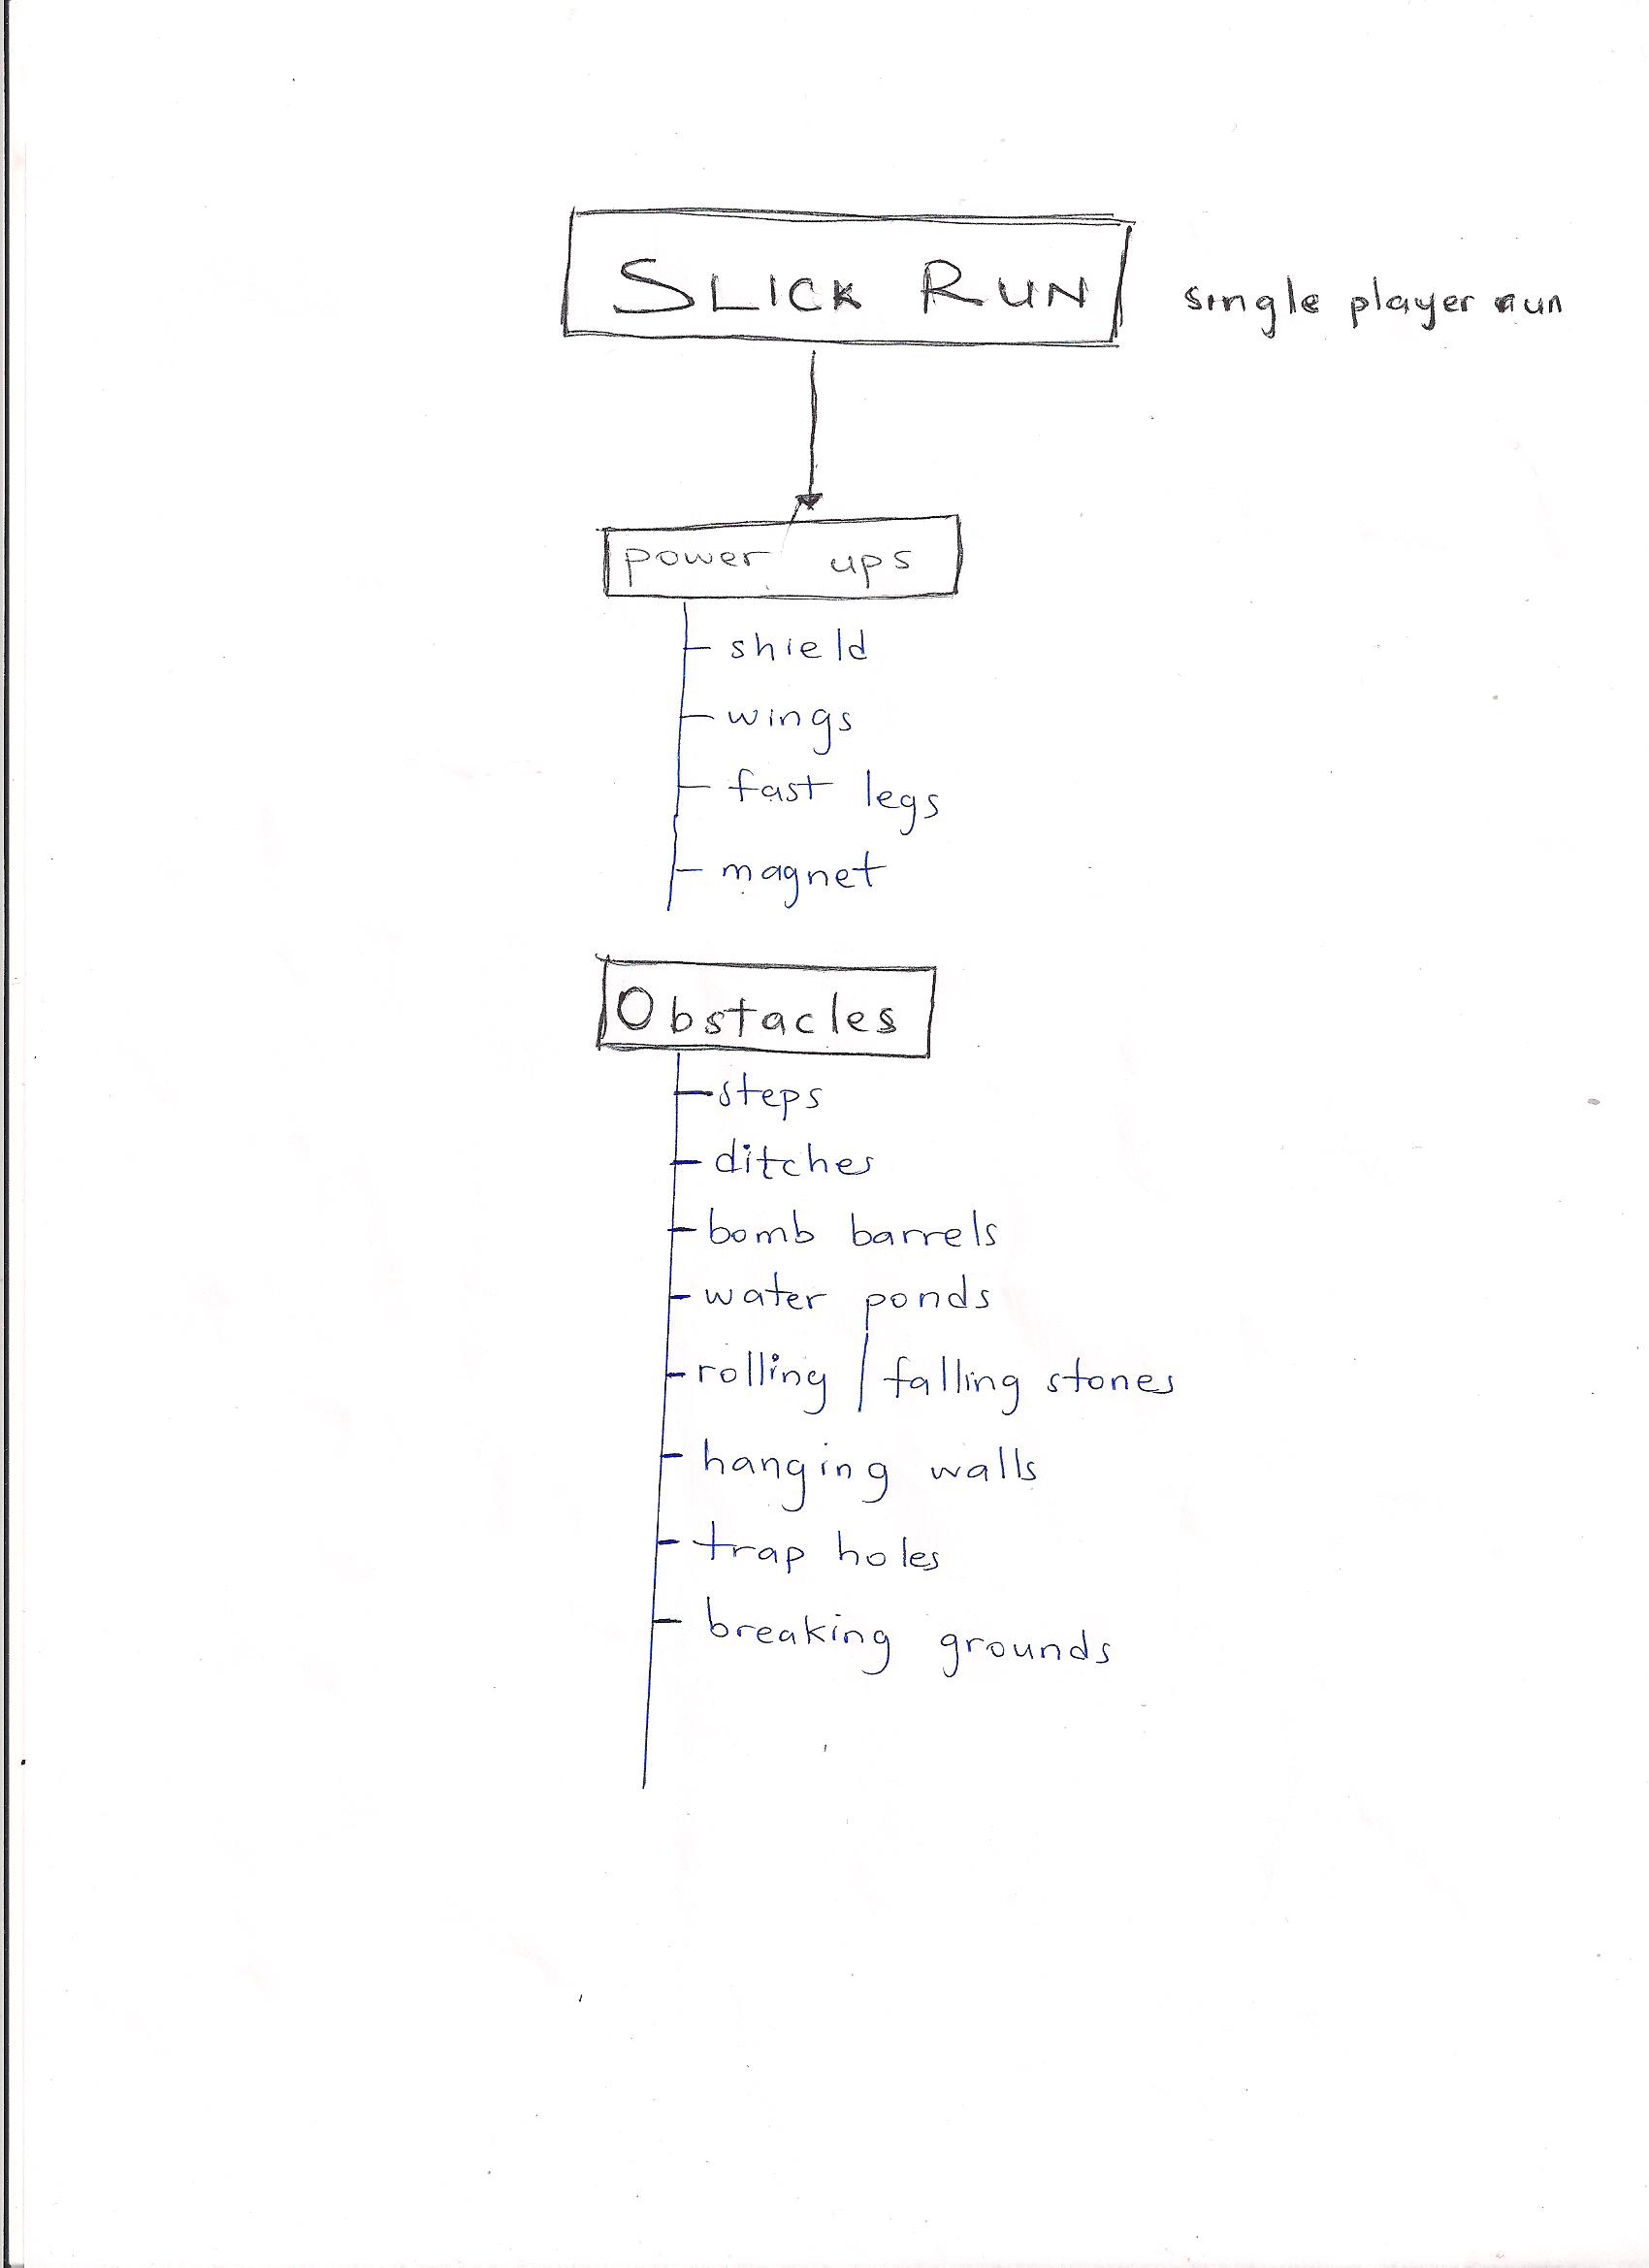 SLICK RUN single player run
power ups
shield
wings
fast legs
magnet
Obstacles
steps
ditches
bomb barrels
water ponds
rolling / falling stones
hanging walls
trap holes
breaking grounds